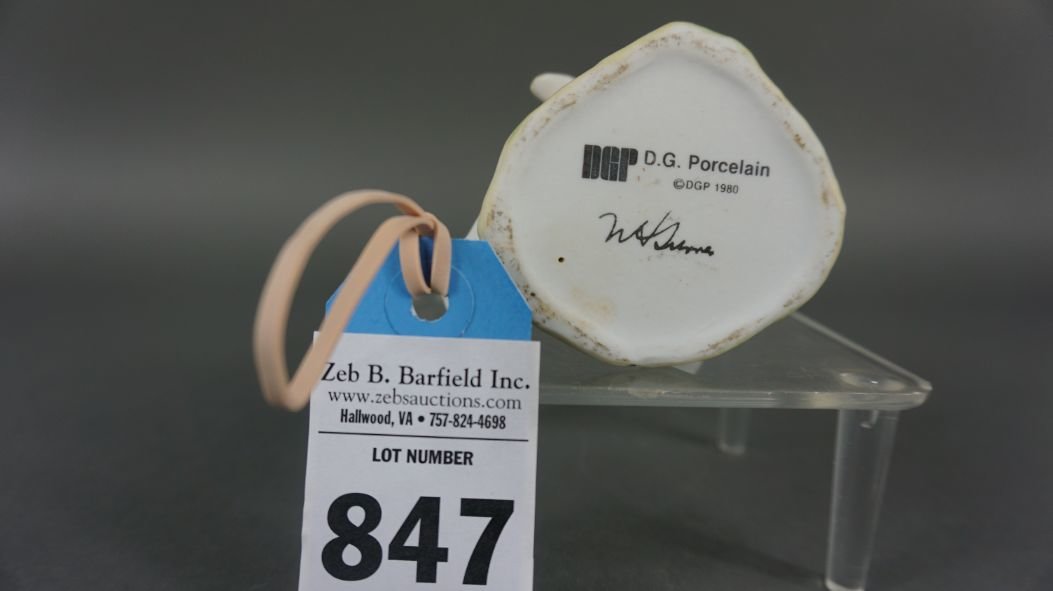 DGP D.G. Porcelain
©DGP 1980
Zeb B. Barfield Inc.
www.zebsauctions.com
Hallwood, VA • 757-824-4698
LOT NUMBER
847